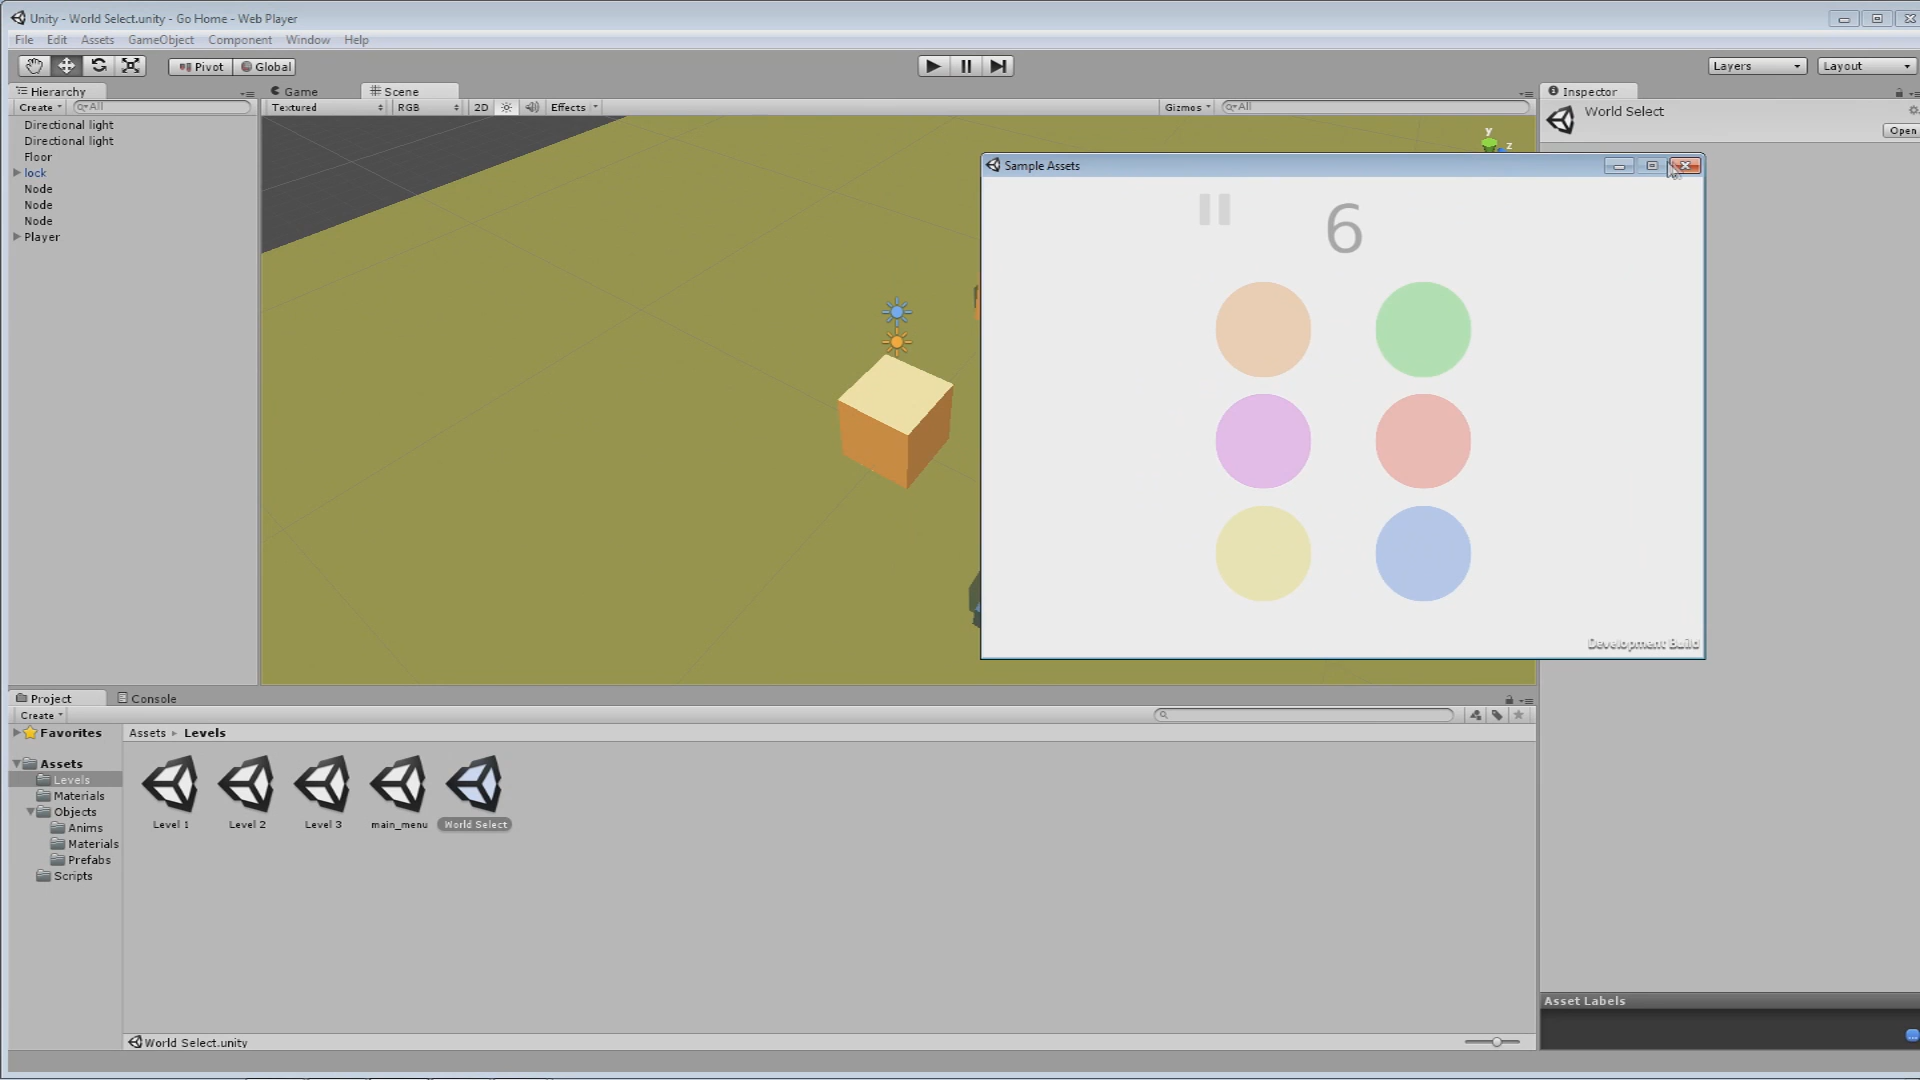 Unity - World Select.unity - Go Home - Web Player
File Edit Assets GameObject Component Window Help
Pivot Global Layers Layout
Hierarchy Game Scene Inspector
Create All Textured RGB 2D Effects Gizmos All
World Select
Open
Directional light
Directional light
Floor
lock
Node
Node
Node
Player
y
z
Sample Assets
6
Development Build
Project Console
Create
Favorites
Assets
Levels
Materials
Objects
Anims
Materials
Prefabs
Scripts
Assets Levels
Level 1 Level 2 Level 3 main_menu World Select
World Select.unity
Asset Labels